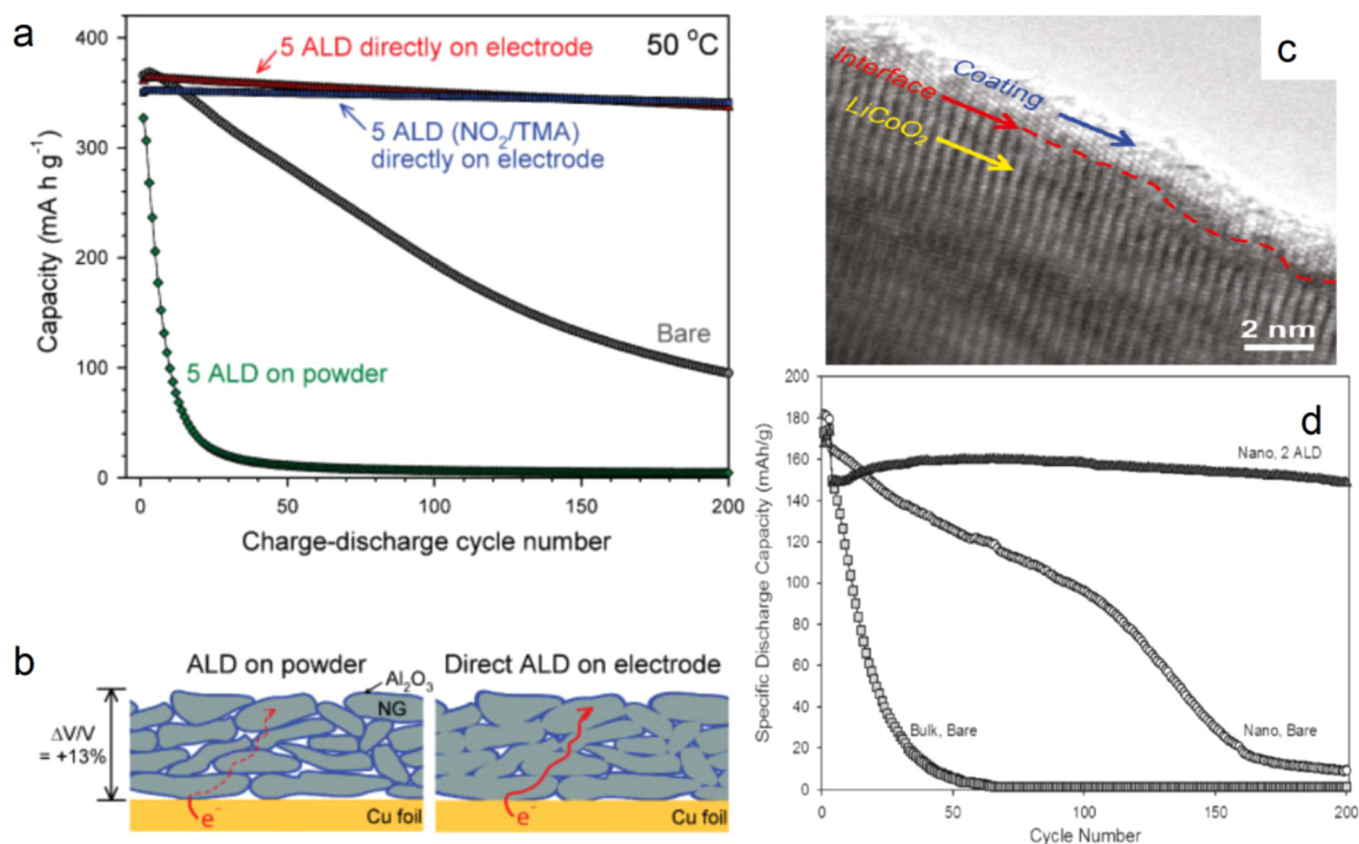 a
400
300
200
100
0
0
50
100
150
200
Capacity (mA h g⁻¹)
Charge-discharge cycle number
5 ALD directly on electrode
50 °C
5 ALD (NO₂/TMA)
directly on electrode
Bare
5 ALD on powder
b
ALD on powder
Direct ALD on electrode
Al₂O₃
NG
ΔV/V
= +13%
e⁻
Cu foil
e⁻
Cu foil
c
Interface
Coating
LiCoO₂
2 nm
d
200
180
160
140
120
100
80
60
40
20
0
0
50
100
150
200
Specific Discharge Capacity (mAh/g)
Cycle Number
Nano, 2 ALD
Bulk, Bare
Nano, Bare